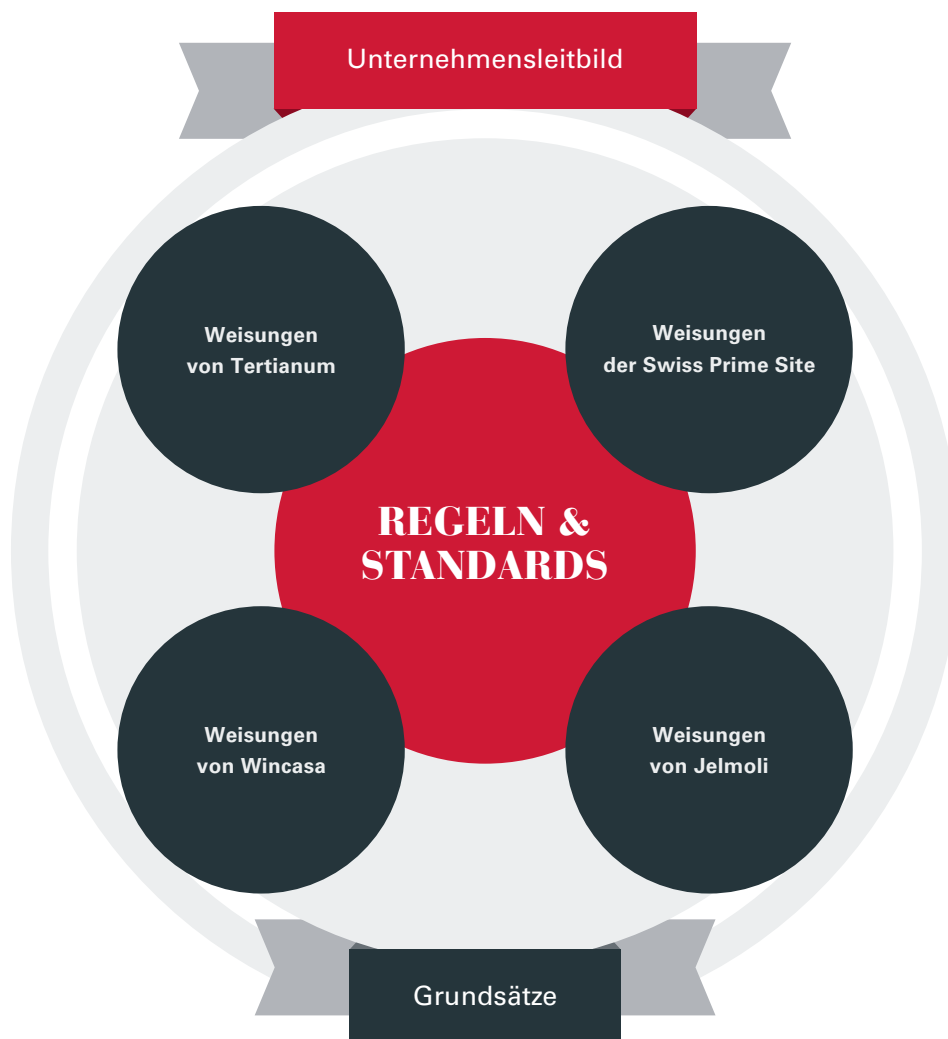 Unternehmensleitbild
Weisungen
von Tertianum
Weisungen
der Swiss Prime Site
REGELN &
STANDARDS
Weisungen
von Wincasa
Weisungen
von Jelmoli
Grundsätze